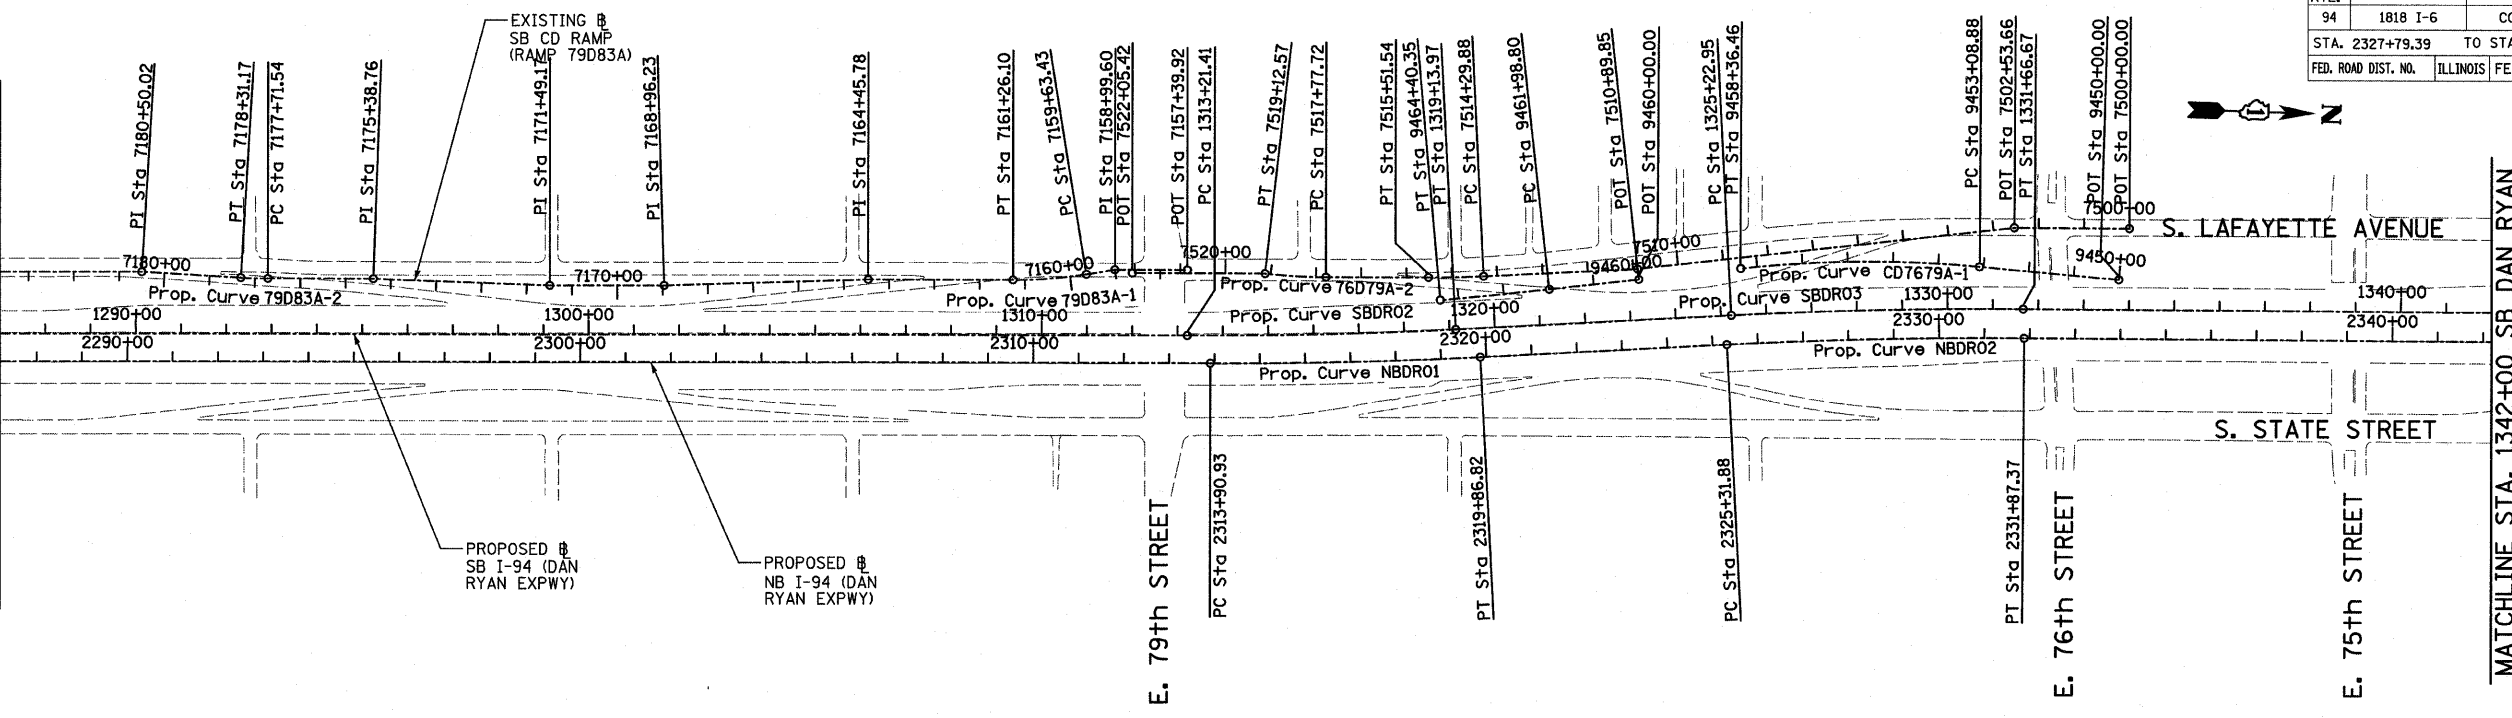 EXISTING B
SB CD RAMP
(RAMP 79D83A)
94 1818 I-6
STA. 2327+79.39 TO STA
FED. ROAD DIST. NO. ILLINOIS
N
PI Sta 7180+50.02
PT Sta 7178+31.17
PC Sta 7177+71.54
PI Sta 7175+38.76
PI Sta 7171+49.17
PI Sta 7168+96.23
PI Sta 7164+45.78
PT Sta 7161+26.10
PC Sta 7159+63.43
PI Sta 7158+99.60
POT Sta 7522+05.42
POT Sta 7157+39.92
PC Sta 1313+21.41
PT Sta 7519+12.57
PC Sta 7517+77.72
PT Sta 7515+51.54
PT Sta 9464+40.35
PT Sta 1319+13.97
PC Sta 7514+29.88
PC Sta 9461+98.80
POT Sta 7510+89.85
POT Sta 9460+00.00
PC Sta 1325+22.95
PT Sta 9458+36.46
PC Sta 9453+08.88
POT Sta 7502+53.66
PT Sta 1331+66.67
POT Sta 9450+00.00
POT Sta 7500+00.00
7500+00
S. LAFAYETTE AVENUE
7180+00
7170+00
7160+00
7520+00
7510+00
9460+00
9450+00
Prop. Curve 79D83A-2
Prop. Curve 79D83A-1
Prop. Curve 76D79A-2
Prop. Curve CD7679A-1
1290+00
1300+00
1310+00
Prop. Curve SBDR02
1320+00
Prop. Curve SBDR03
1330+00
1340+00
2290+00
2300+00
2310+00
2320+00
2330+00
2340+00
Prop. Curve NBDR01
Prop. Curve NBDR02
S. STATE STREET
PROPOSED B
SB I-94 (DAN
RYAN EXPWY)
PROPOSED B
NB I-94 (DAN
RYAN EXPWY)
E. 79th STREET
PC Sta 2313+90.93
PT Sta 2319+86.82
PC Sta 2325+31.88
PT Sta 2331+87.37
E. 76th STREET
E. 75th STREET
MATCHLINE STA. 1342+00 SB DAN RYAN